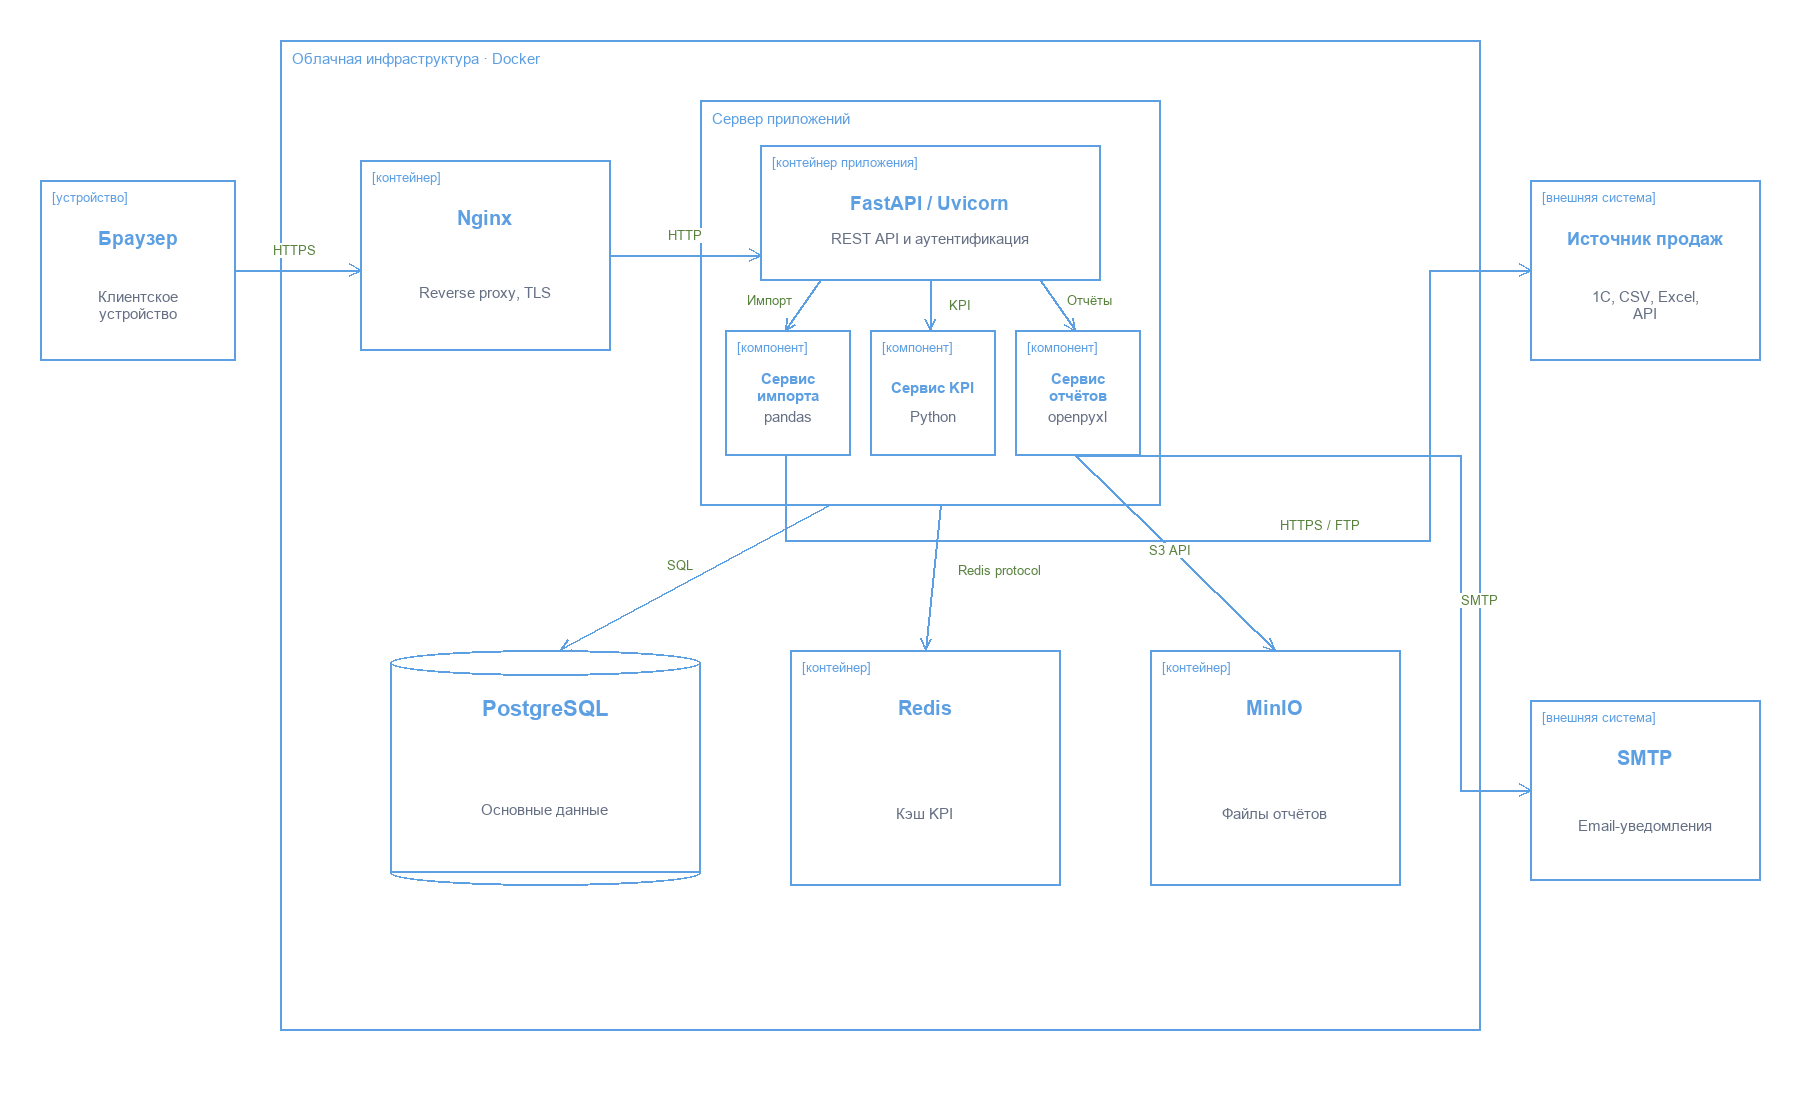 Облачная инфраструктура · Docker
Сервер приложений
[контейнер приложения]
FastAPI / Uvicorn
REST API и аутентификация
[устройство]
Браузер
Клиентское
устройство
HTTPS
[контейнер]
Nginx
Reverse proxy, TLS
HTTP
[внешняя система]
Источник продаж
1С, CSV, Excel,
API
Импорт
KPI
Отчёты
[компонент]
Сервис
импорта
pandas
[компонент]
Сервис KPI
Python
[компонент]
Сервис
отчётов
openpyxl
HTTPS / FTP
S3 API
SQL
Redis protocol
SMTP
PostgreSQL
Основные данные
[контейнер]
Redis
Кэш KPI
[контейнер]
MinIO
Файлы отчётов
[внешняя система]
SMTP
Email-уведомления